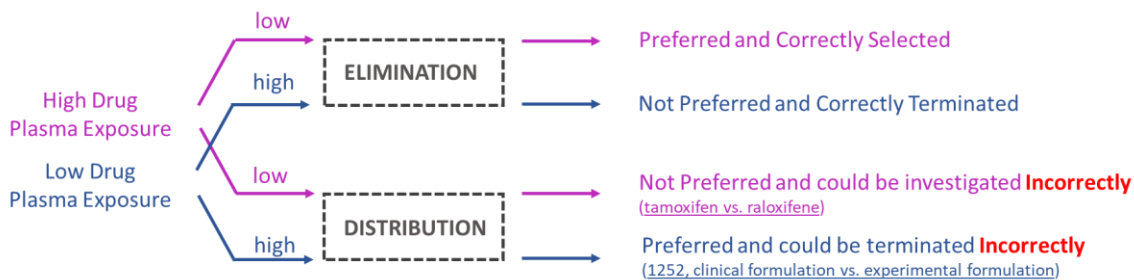 low
Preferred and Correctly Selected
ELIMINATION
high
Not Preferred and Correctly Terminated
High Drug
Plasma Exposure
Low Drug
Plasma Exposure
low
Not Preferred and could be investigated Incorrectly
(tamoxifen vs. raloxifene)
DISTRIBUTION
high
Preferred and could be terminated Incorrectly
(1252, clinical formulation vs. experimental formulation)